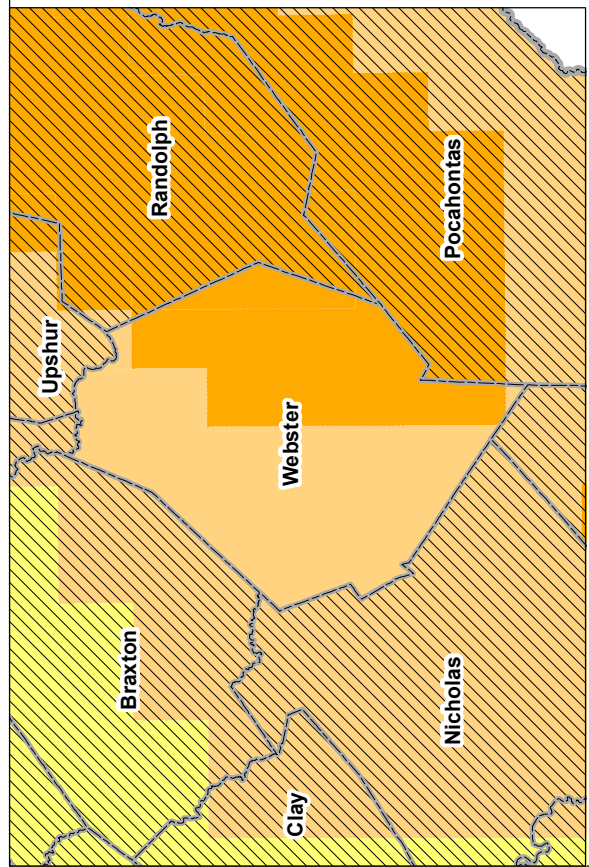 Upshur
Randolph
Pocahontas
Webster
Braxton
Nicholas
Clay